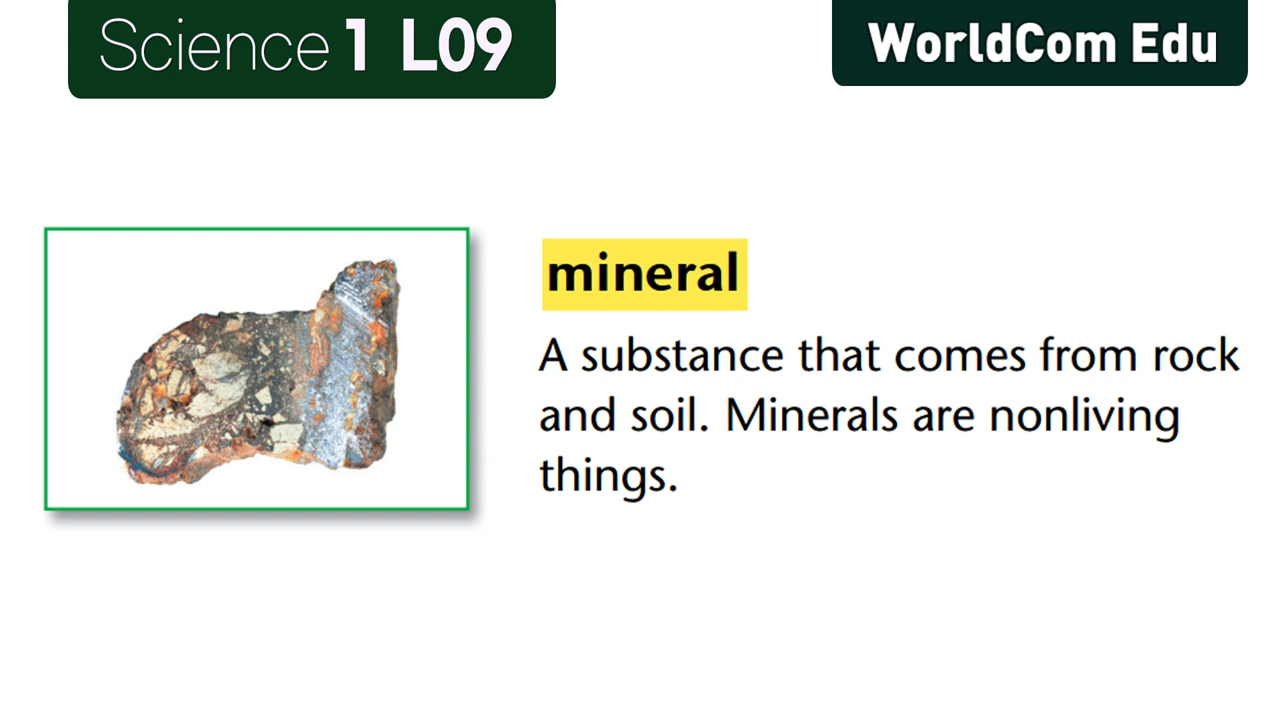 Science 1 L09
WorldCom Edu
mineral
A substance that comes from rock
and soil. Minerals are nonliving
things.